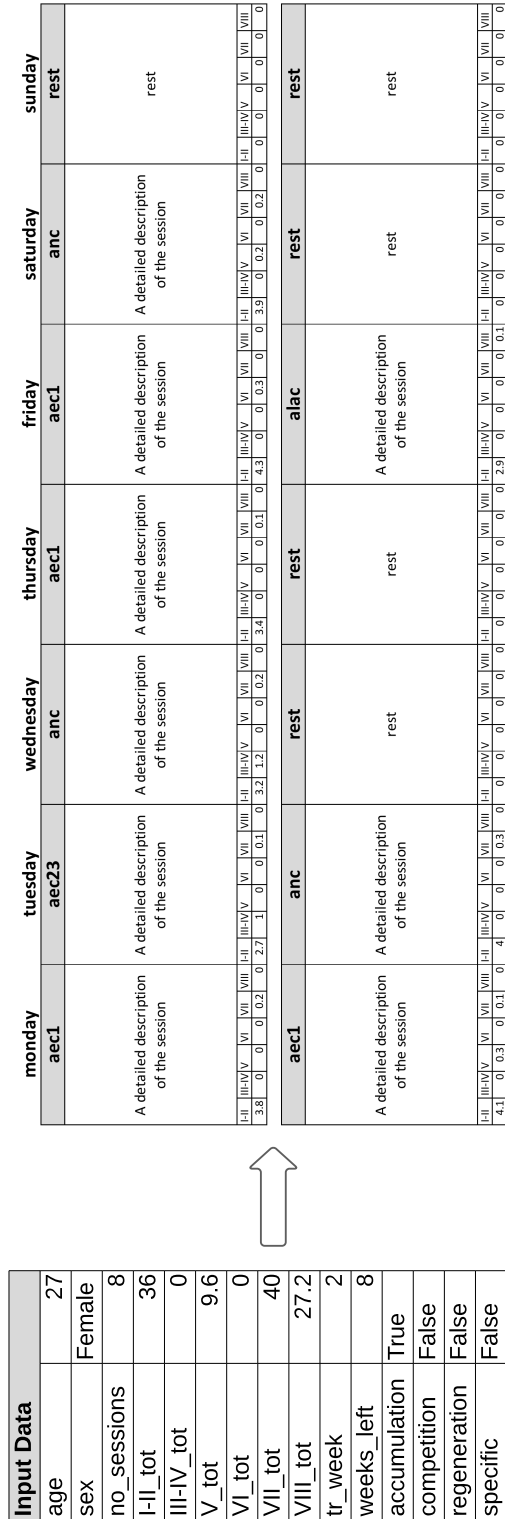 Input Data
age 27
sex Female
no_sessions 8
I-II_tot 36
III-IV_tot 0
V_tot 9.6
VI_tot 0
VII_tot 40
VIII_tot 27.2
tr_week 2
weeks_left 8
accumulation True
competition False
regeneration False
specific False
monday tuesday wednesday thursday friday saturday sunday
aec1 aec23 anc aec1 aec1 anc rest
A detailed description A detailed description A detailed description A detailed description A detailed description A detailed description rest
of the session of the session of the session of the session of the session of the session
I-II III-IV V VI VII VIII I-II III-IV V VI VII VIII I-II III-IV V VI VII VIII I-II III-IV V VI VII VIII I-II III-IV V VI VII VIII I-II III-IV V VI VII VIII I-II III-IV V VI VII VIII
3.8 0 0 0 0.2 0 2.7 1 0 0 0.1 0 3.2 1.2 0 0 0.2 0 3.4 0 0 0 0.1 0 4.3 0 0 0.3 0 0 3.9 0 0.2 0 0.2 0 0 0 0 0 0 0
aec1 anc rest rest alac rest rest
A detailed description A detailed description rest rest A detailed description rest rest
of the session of the session of the session
I-II III-IV V VI VII VIII I-II III-IV V VI VII VIII I-II III-IV V VI VII VIII I-II III-IV V VI VII VIII I-II III-IV V VI VII VIII I-II III-IV V VI VII VIII I-II III-IV V VI VII VIII
4.1 0 0.3 0 0.1 0 4 0 0 0 0.3 0 0 0 0 0 0 0 0 0 0 0 0 0 2.9 0 0 0 0 0.1 0 0 0 0 0 0 0 0 0 0 0 0